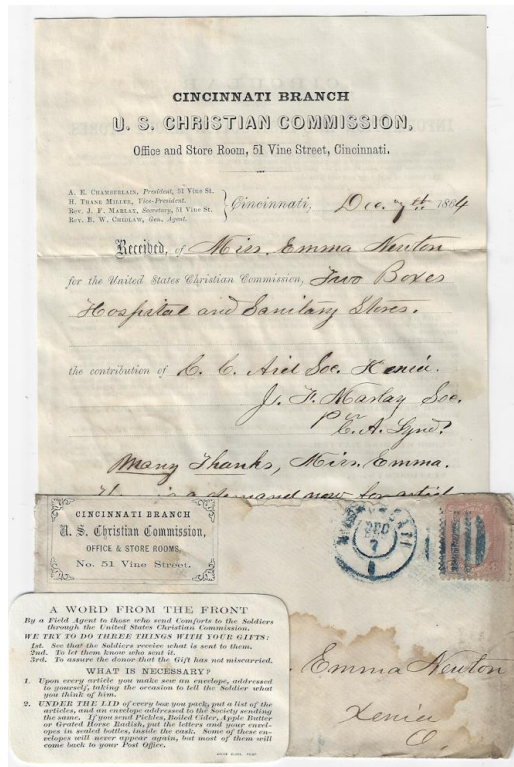 CINCINNATI BRANCH
U. S. CHRISTIAN COMMISSION,
Office and Store Room, 51 Vine Street, Cincinnati.
A. E. CHAMBERLAIN, President, 51 Vine St.
H. THANE MILLER, Vice-President.
Rev. J. F. MARLAY, Secretary, 51 Vine St.
Rev. B. W. CHIDLAW, Gen. Agent.
Cincinnati, Dec. 7th 1864
Received, of Miss. Emma Newton
for the United States Christian Commission, Two Boxes
Hospital and Sanitary Stores.
the contribution of C. C. Aid Soc. Xenia.
J. F. Marlay Sec.
Many Thanks, Miss. Emma.
is a demand now for
CINCINNATI BRANCH
U. S. Christian Commission,
OFFICE & STORE ROOMS,
No. 51 Vine Street.
DEC
7
Emma Newton
Xenia
O.
A WORD FROM THE FRONT
By a Field Agent to those who send Comforts to the Soldiers
through the United States Christian Commission.
WE TRY TO DO THREE THINGS WITH YOUR GIFTS:
1st. See that the Soldiers receive what is sent to them.
2nd. To let them know who sent it.
3rd. To assure the donor that the Gift has not miscarried.
WHAT IS NECESSARY?
1. Upon every article you make sew an envelope, addressed
to yourself, taking the occasion to tell the Soldier what
you think of him.
2. UNDER THE LID of every box you pack, put a list of the
articles, and an envelope addressed to the Society sending
the same. If you send Pickles, Boiled Cider, Apple Butter
or Grated Horse Radish, put the letters and your envel-
opes in sealed bottles, inside the cask. Some of these en-
velopes will never appear again, but most of them will
come back to your Post Office.